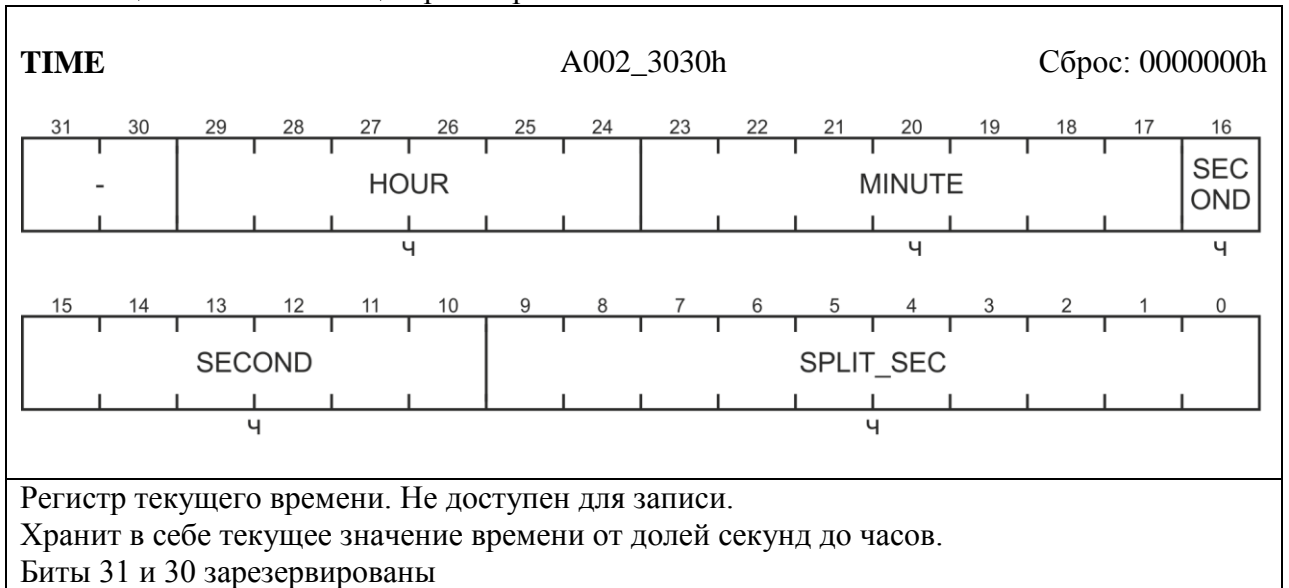 TIME A002_3030h Сброс: 0000000h
31 30 29 28 27 26 25 24 23 22 21 20 19 18 17 16
- HOUR MINUTE SEC
OND
ч ч ч
15 14 13 12 11 10 9 8 7 6 5 4 3 2 1 0
SECOND SPLIT_SEC
ч ч
Регистр текущего времени. Не доступен для записи.
Хранит в себе текущее значение времени от долей секунд до часов.
Биты 31 и 30 зарезервированы